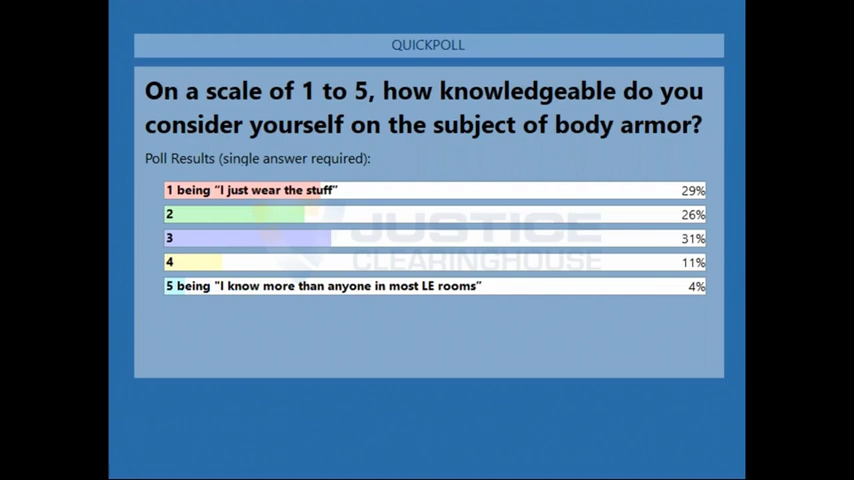 QUICKPOLL
On a scale of 1 to 5, how knowledgeable do you
consider yourself on the subject of body armor?
Poll Results (single answer required):
1 being “I just wear the stuff” 29%
2 26%
3 31%
4 11%
5 being "I know more than anyone in most LE rooms” 4%
JUSTICE
CLEARINGHOUSE